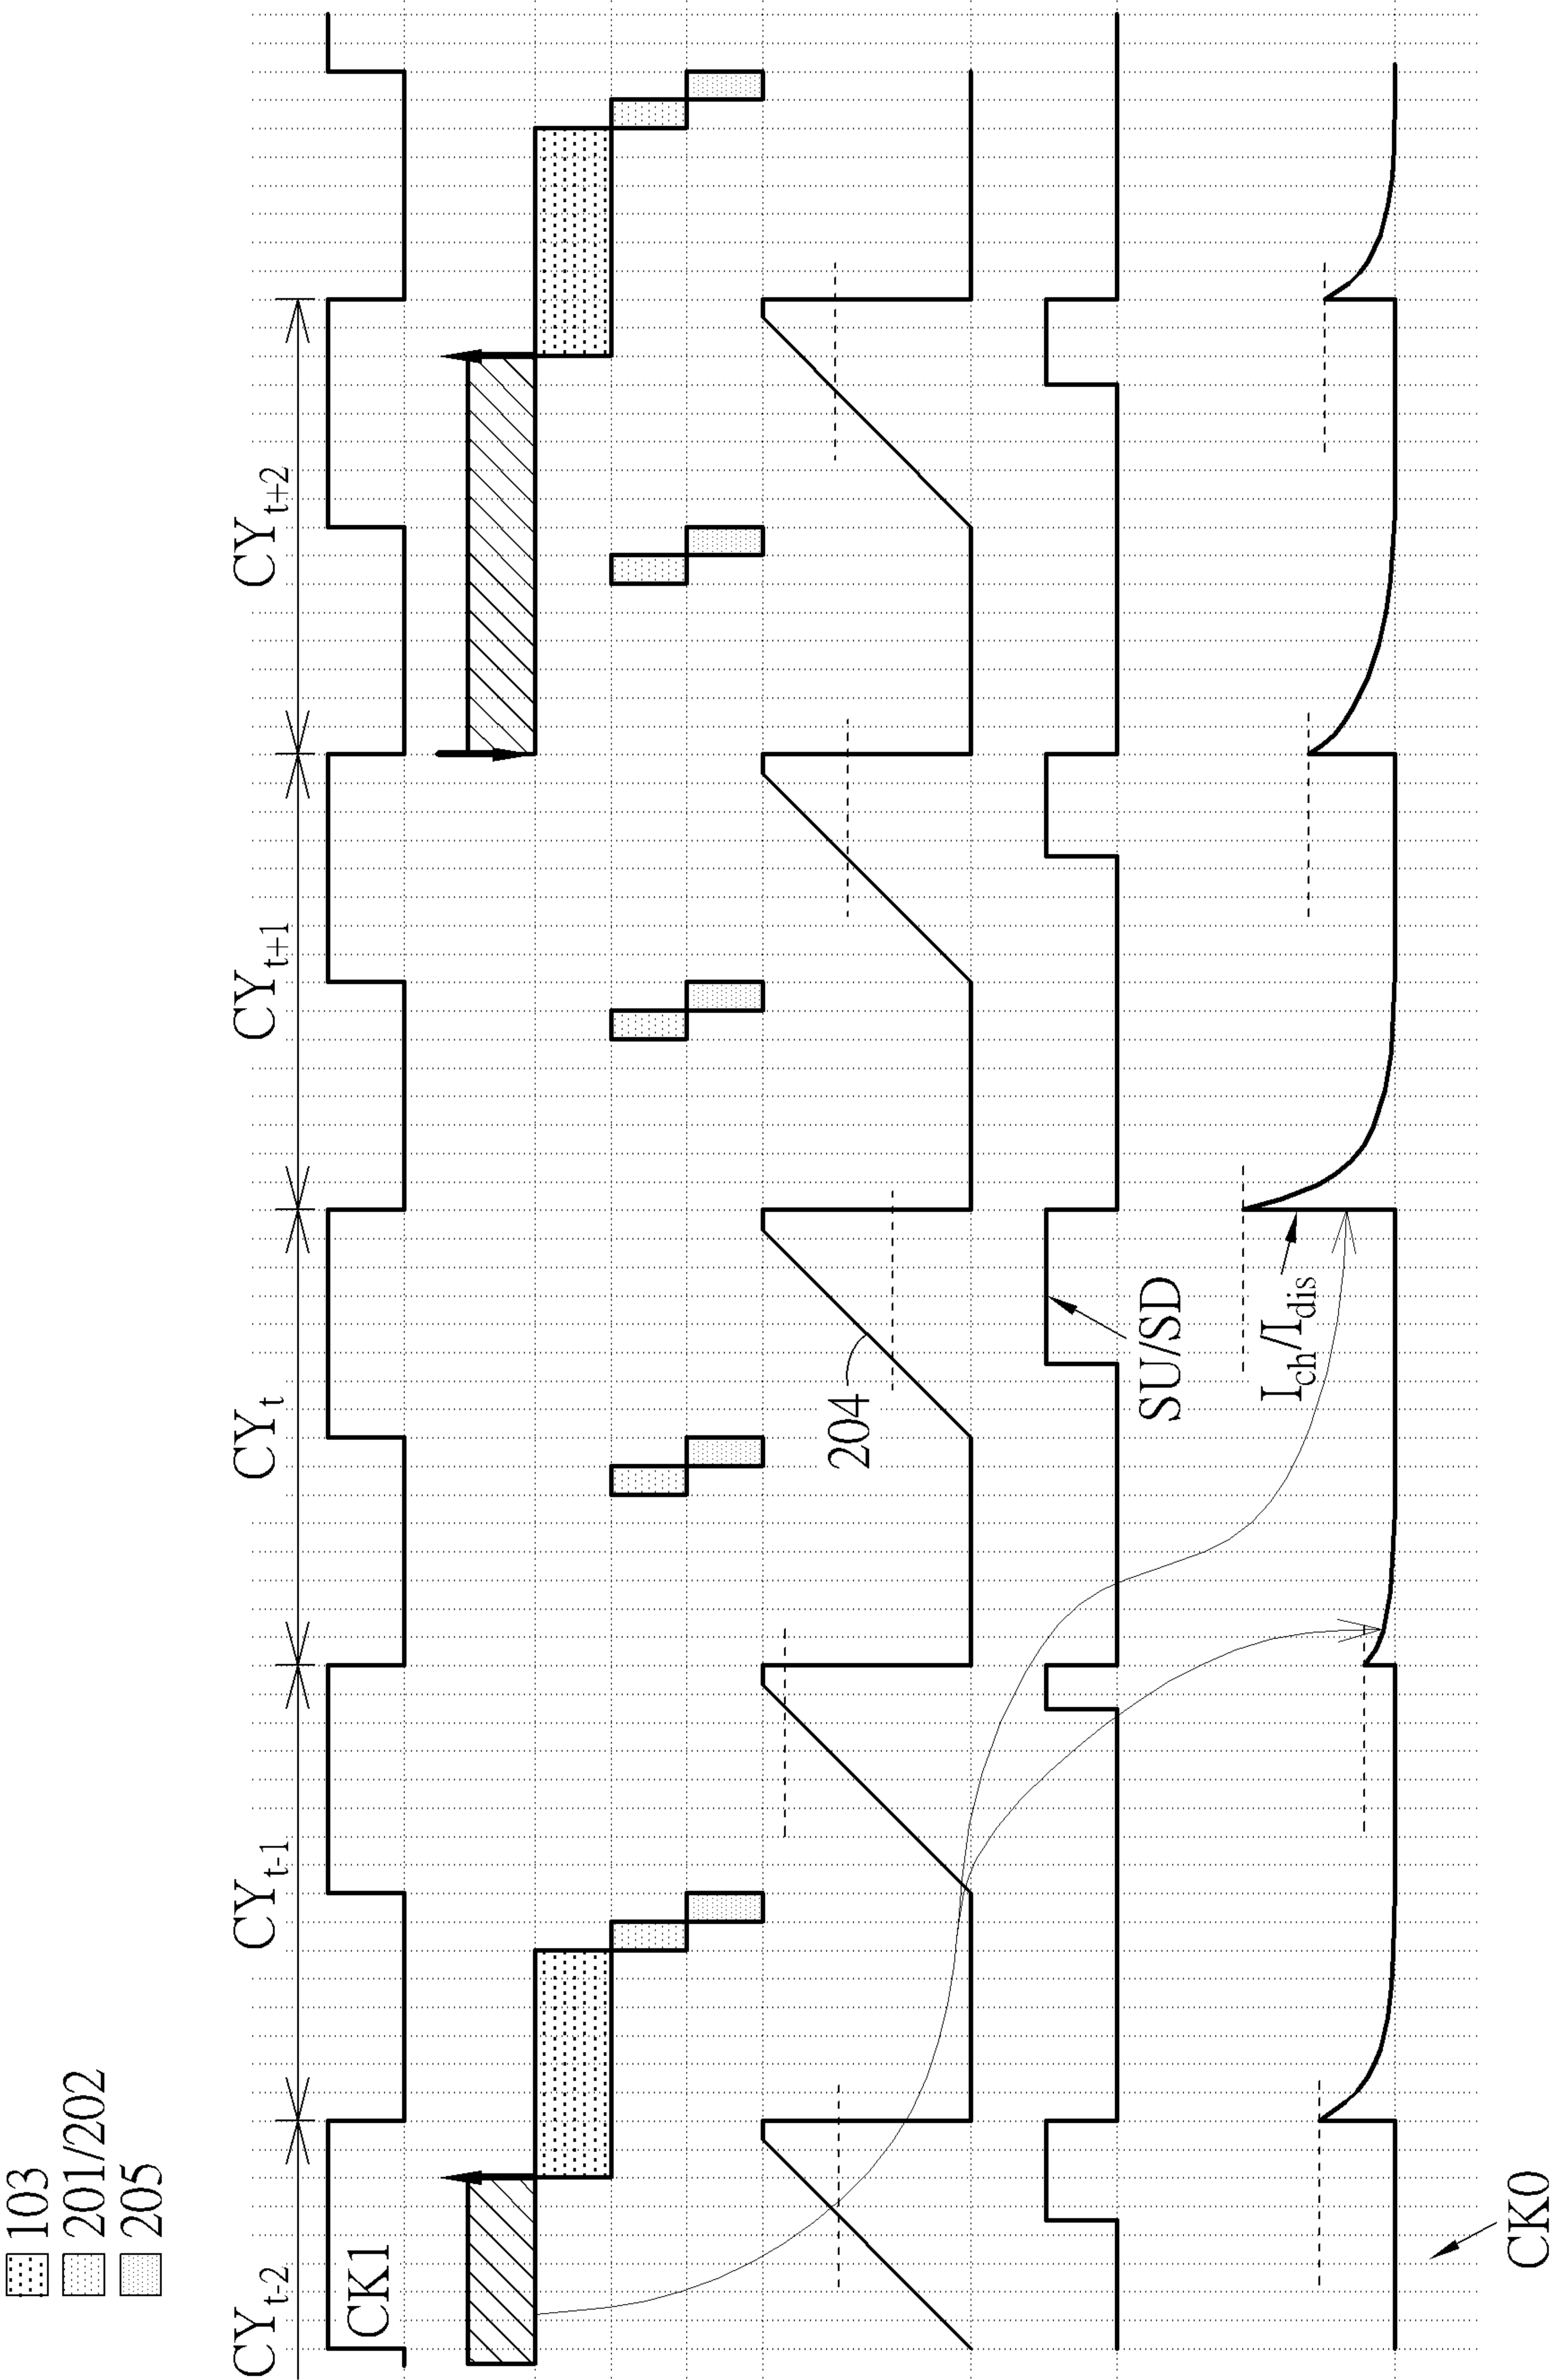 103
201/202
205
CY t-2
CY t-1
CY t
CY t+1
CY t+2
CK1
204
SU/SD
I ch/I dis
CK0